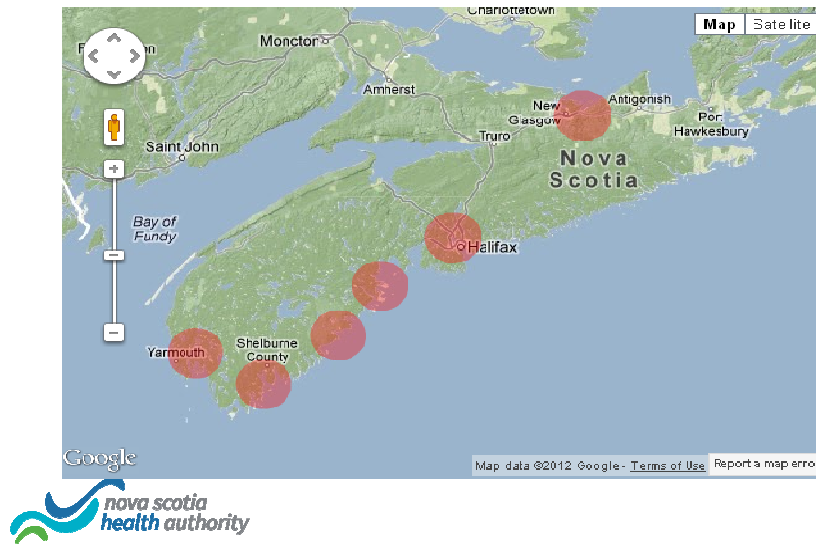 Charlottetown
Map
Satellite
Moncton
Amherst
New
Glasgow
Antigonish
Port
Hawkesbury
Truro
Saint John
Nova
Scotia
Bay of
Fundy
Halifax
Shelburne
County
Yarmouth
Google
Map data ©2012 Google - Terms of Use
Report a map erro
nova scotia
health authority